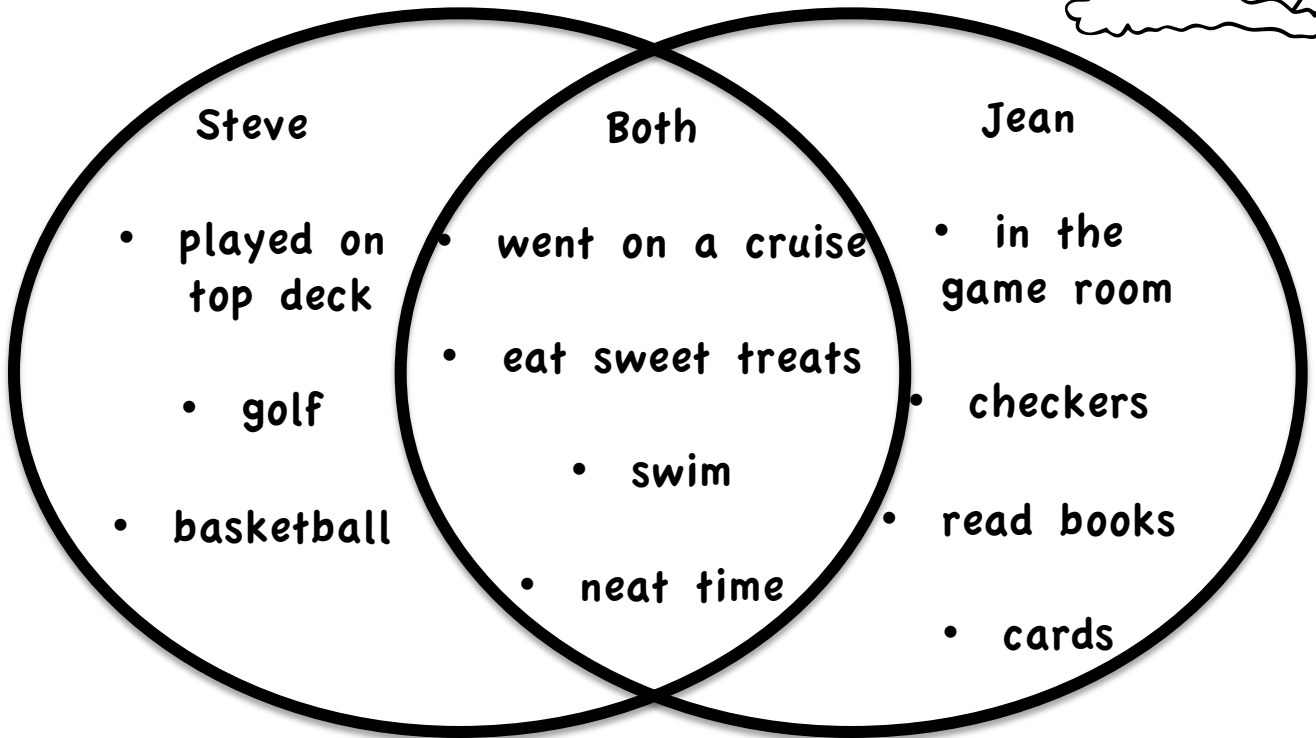 Steve
• played on
top deck
• golf
• basketball
Both
• went on a cruise
• eat sweet treats
• swim
• neat time
Jean
• in the
game room
• checkers
• read books
• cards